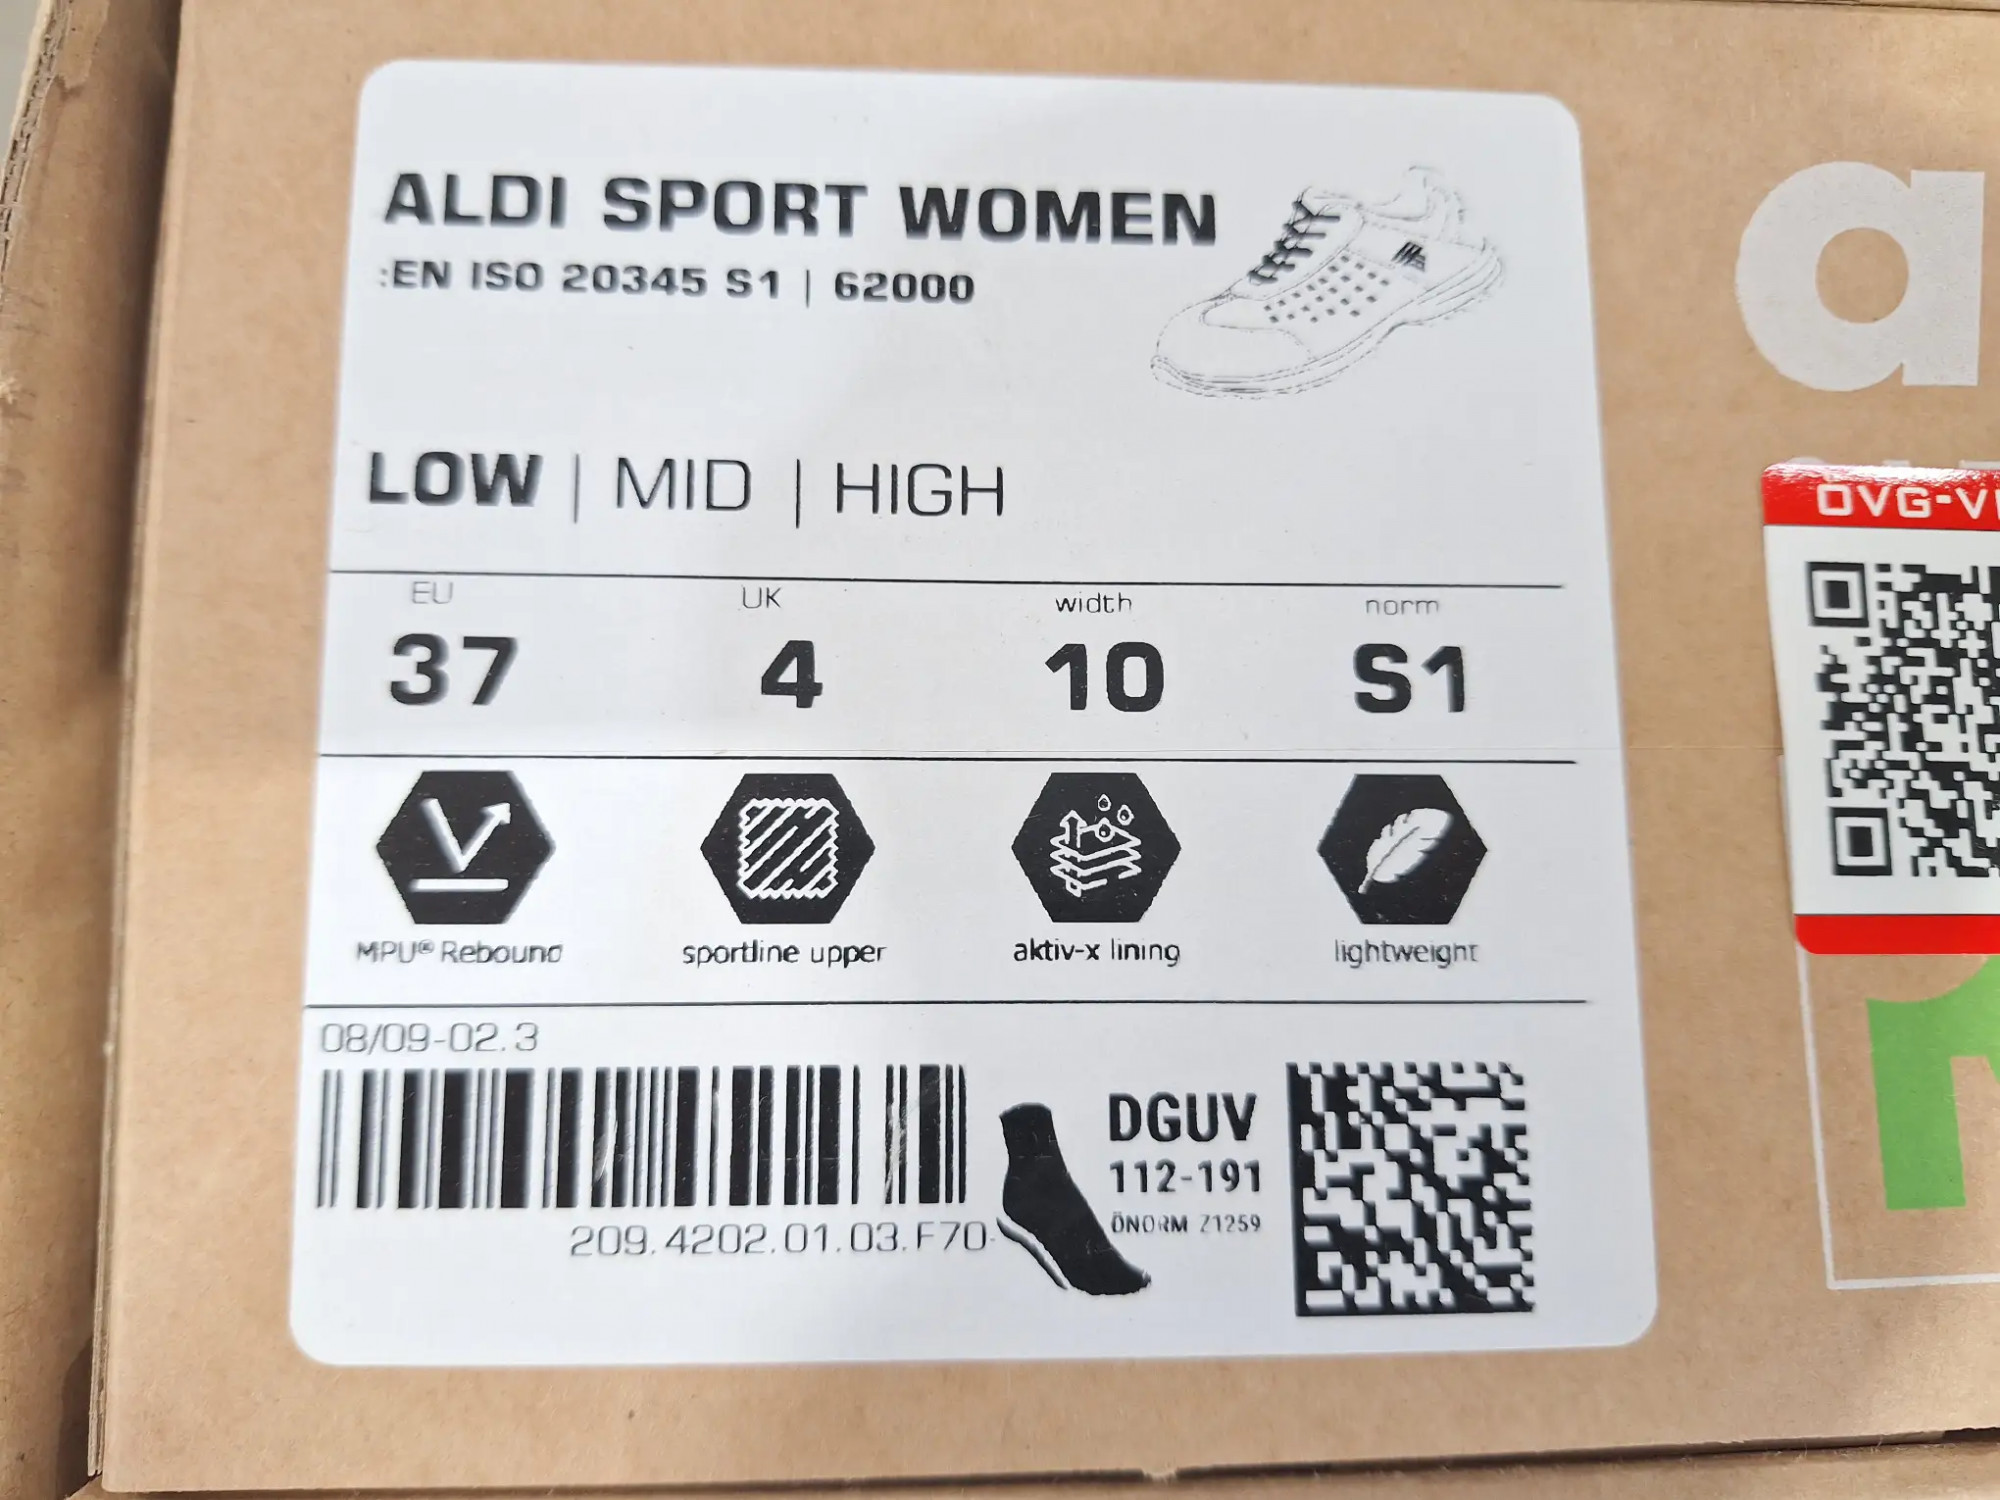 ALDI SPORT WOMEN
:EN ISO 20345 S1 | 62000
LOW | MID | HIGH
EU UK width norm
37 4 10 S1
MPU® Rebound sportline upper aktiv-x lining lightweight
08/09-02.3
209.4202.01.03.F70-
DGUV
112-191
ÖNORM Z1259
a
ÖVG-V